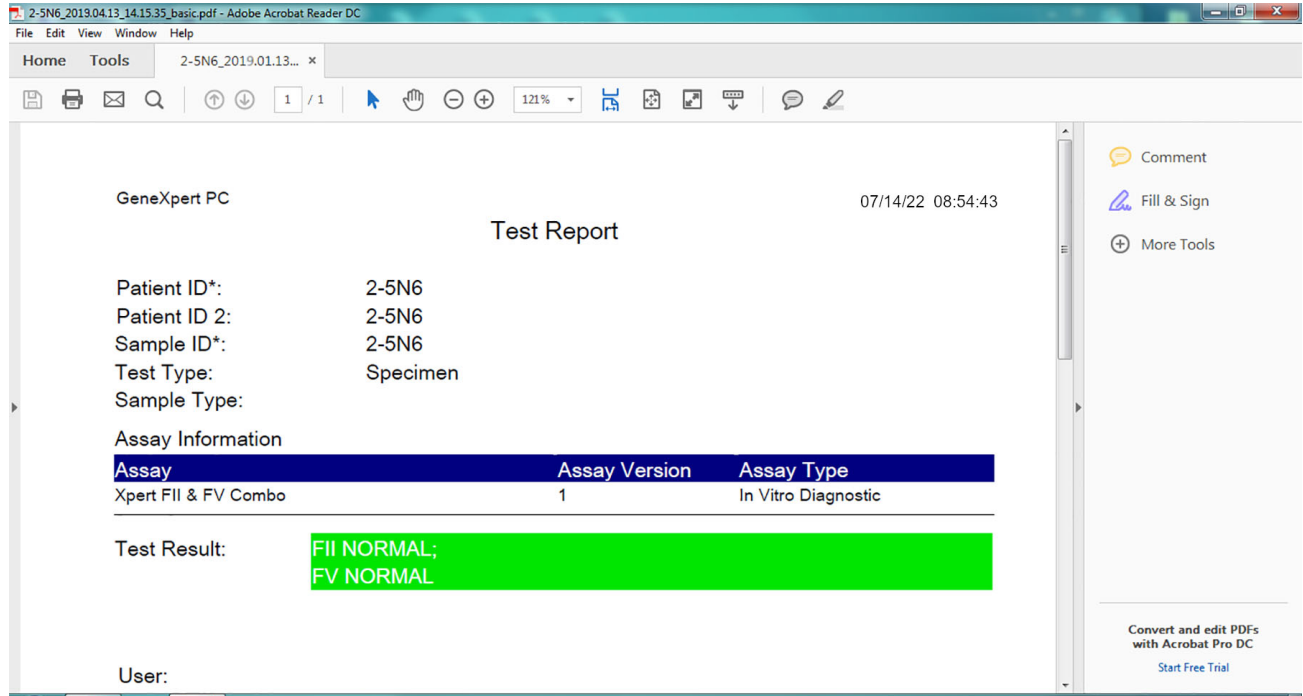 2-5N6_2019.04.13_14.15.35_basic.pdf - Adobe Acrobat Reader DC
File Edit View Window Help
Home Tools 2-5N6_2019.01.13... ×
1 / 1 121%
GeneXpert PC 07/14/22 08:54:43
Test Report
Patient ID*: 2-5N6
Patient ID 2: 2-5N6
Sample ID*: 2-5N6
Test Type: Specimen
Sample Type:
Assay Information
Assay Assay Version Assay Type
Xpert FII & FV Combo 1 In Vitro Diagnostic
Test Result: FII NORMAL;
FV NORMAL
User:
Comment
Fill & Sign
More Tools
Convert and edit PDFs
with Acrobat Pro DC
Start Free Trial